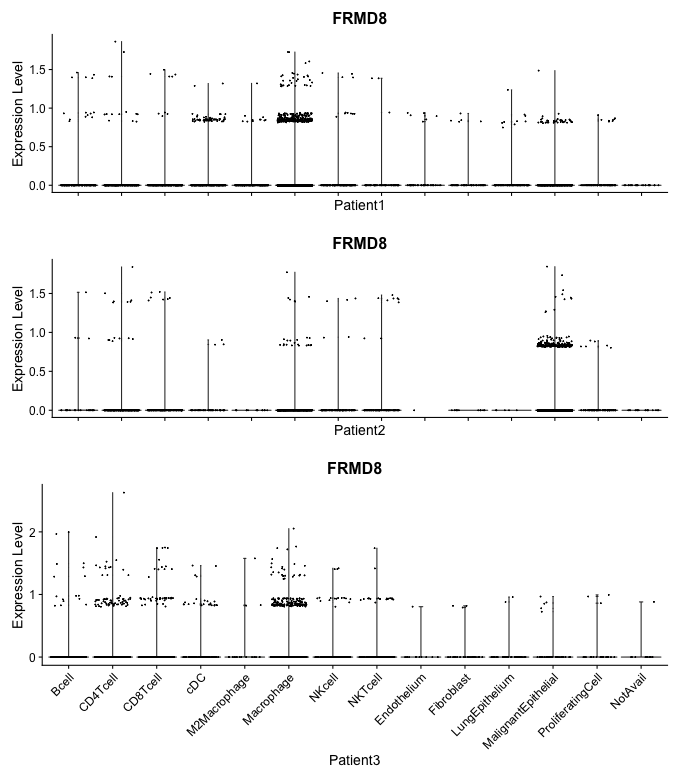 FRMD8
Expression Level
1.5
1.0
0.5
0.0
Patient1
FRMD8
Expression Level
1.5
1.0
0.5
0.0
Patient2
FRMD8
Expression Level
2
1
0
Bcell
CD4Tcell
CD8Tcell
cDC
M2Macrophage
Macrophage
NKcell
NKTcell
Endothelium
Fibroblast
LungEpithelium
MalignantEpithelial
ProliferatingCell
NotAvail
Patient3